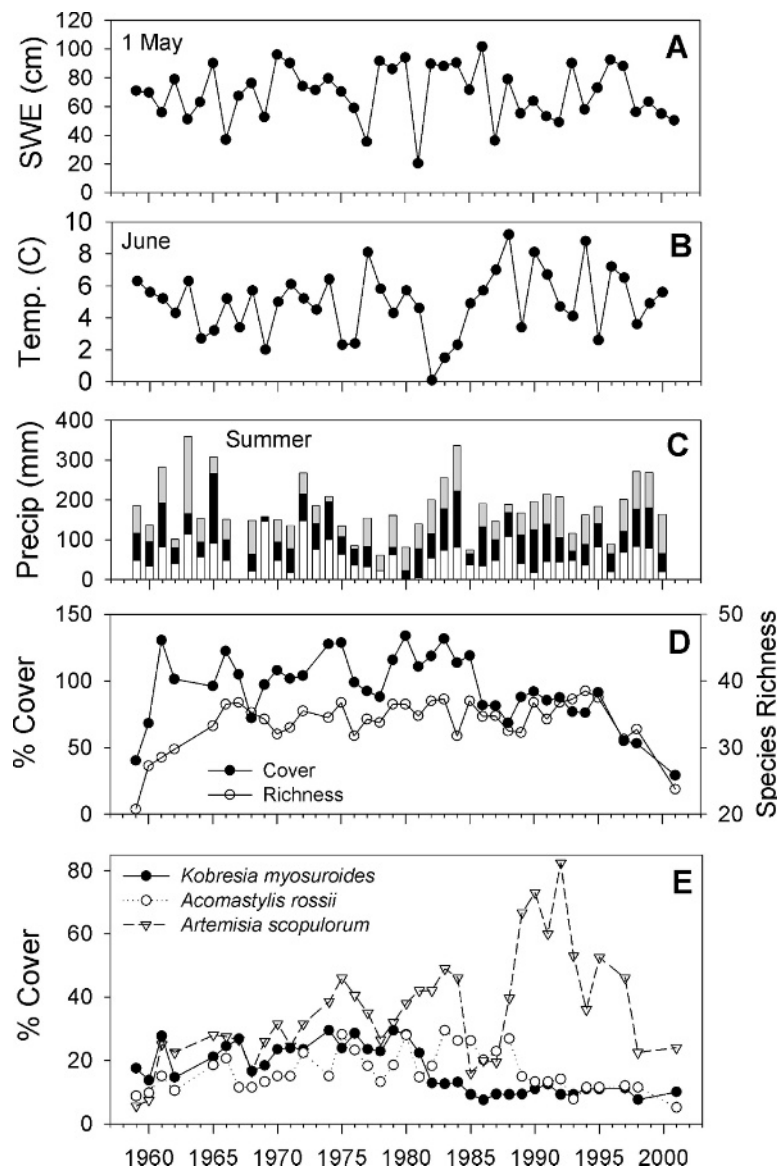 120
100
80
60
40
20
0
SWE (cm)
1 May
A
10
8
6
4
2
0
Temp. (C)
June
B
400
300
200
100
0
Precip (mm)
Summer
C
150
100
50
0
% Cover
D
Cover
Richness
50
40
30
20
Species Richness
80
60
40
20
0
% Cover
E
Kobresia myosuroides
Acomastylis rossii
Artemisia scopulorum
1960 1965 1970 1975 1980 1985 1990 1995 2000